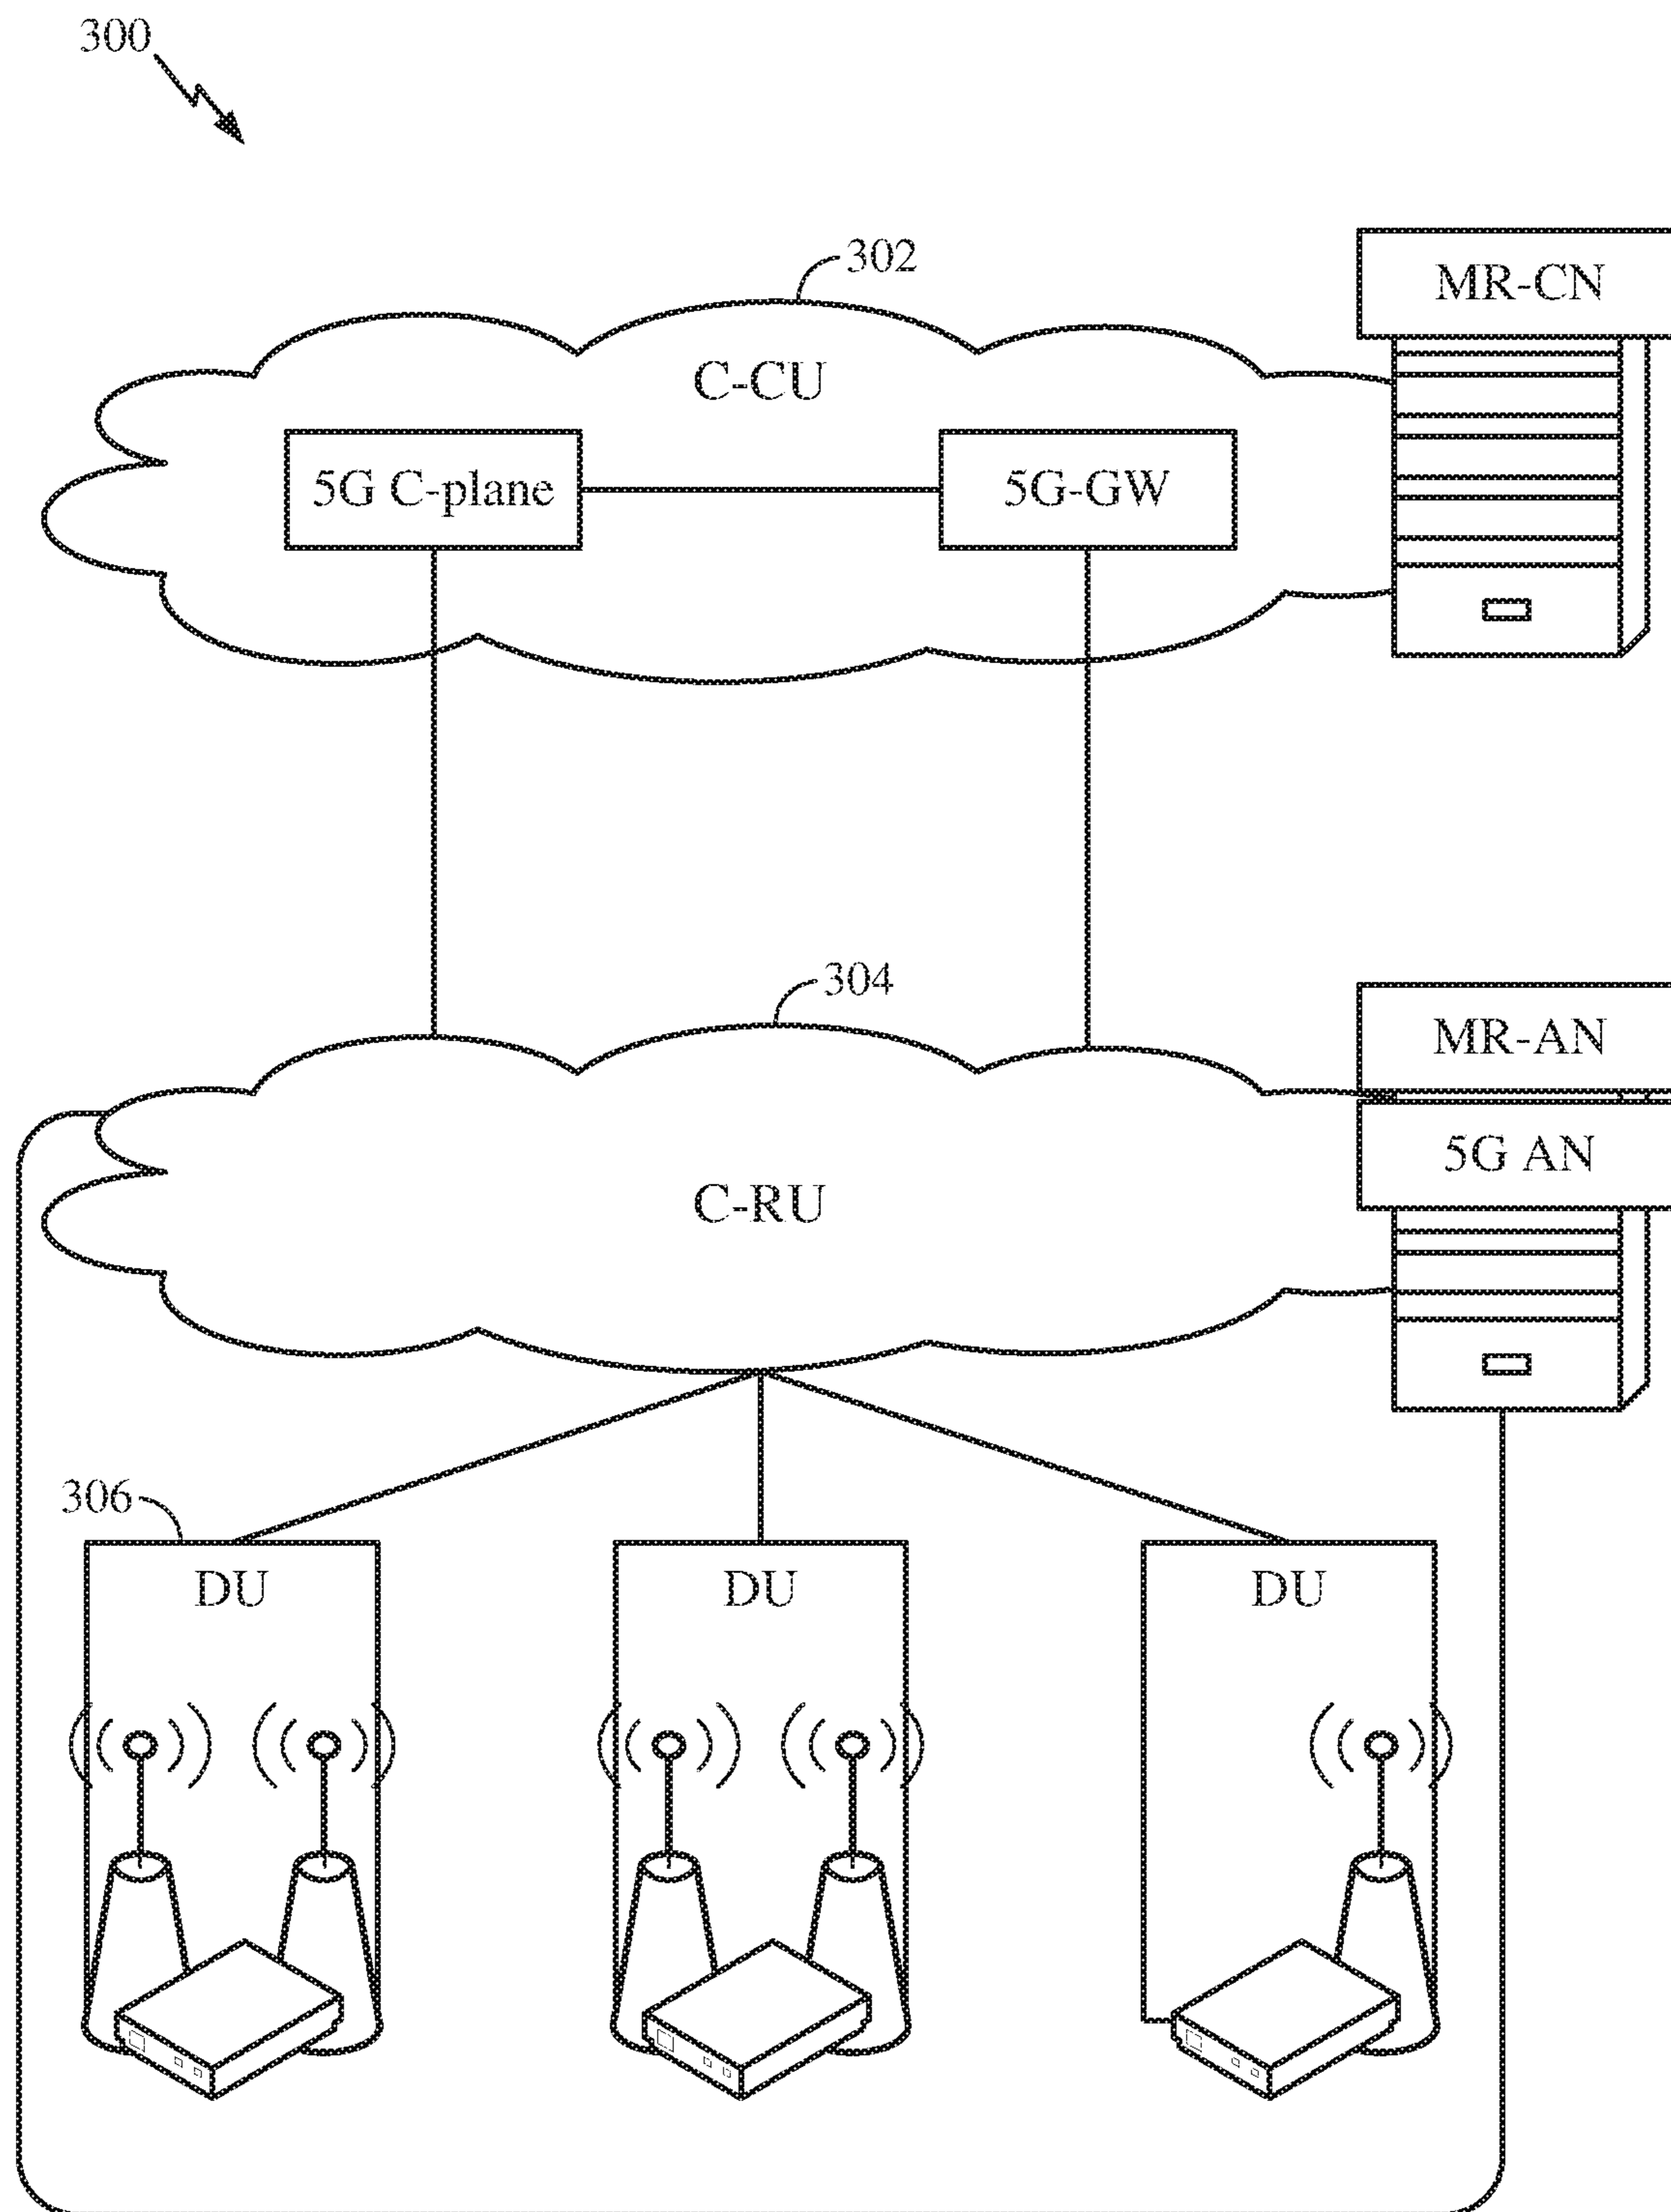 300
302
MR-CN
C-CU
5G C-plane
5G-GW
304
MR-AN
5G AN
C-RU
306
DU
DU
DU